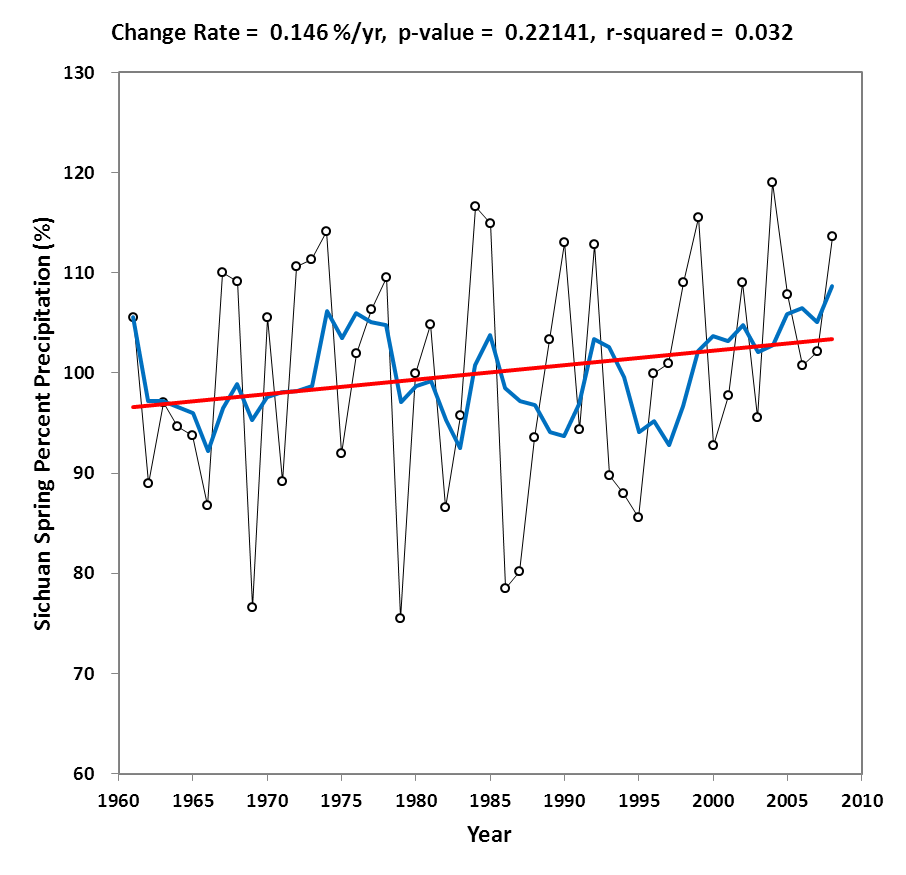 Change Rate = 0.146 %/yr, p-value = 0.22141, r-squared = 0.032
130
120
110
100
90
80
70
60
Sichuan Spring Percent Precipitation (%)
1960 1965 1970 1975 1980 1985 1990 1995 2000 2005 2010
Year